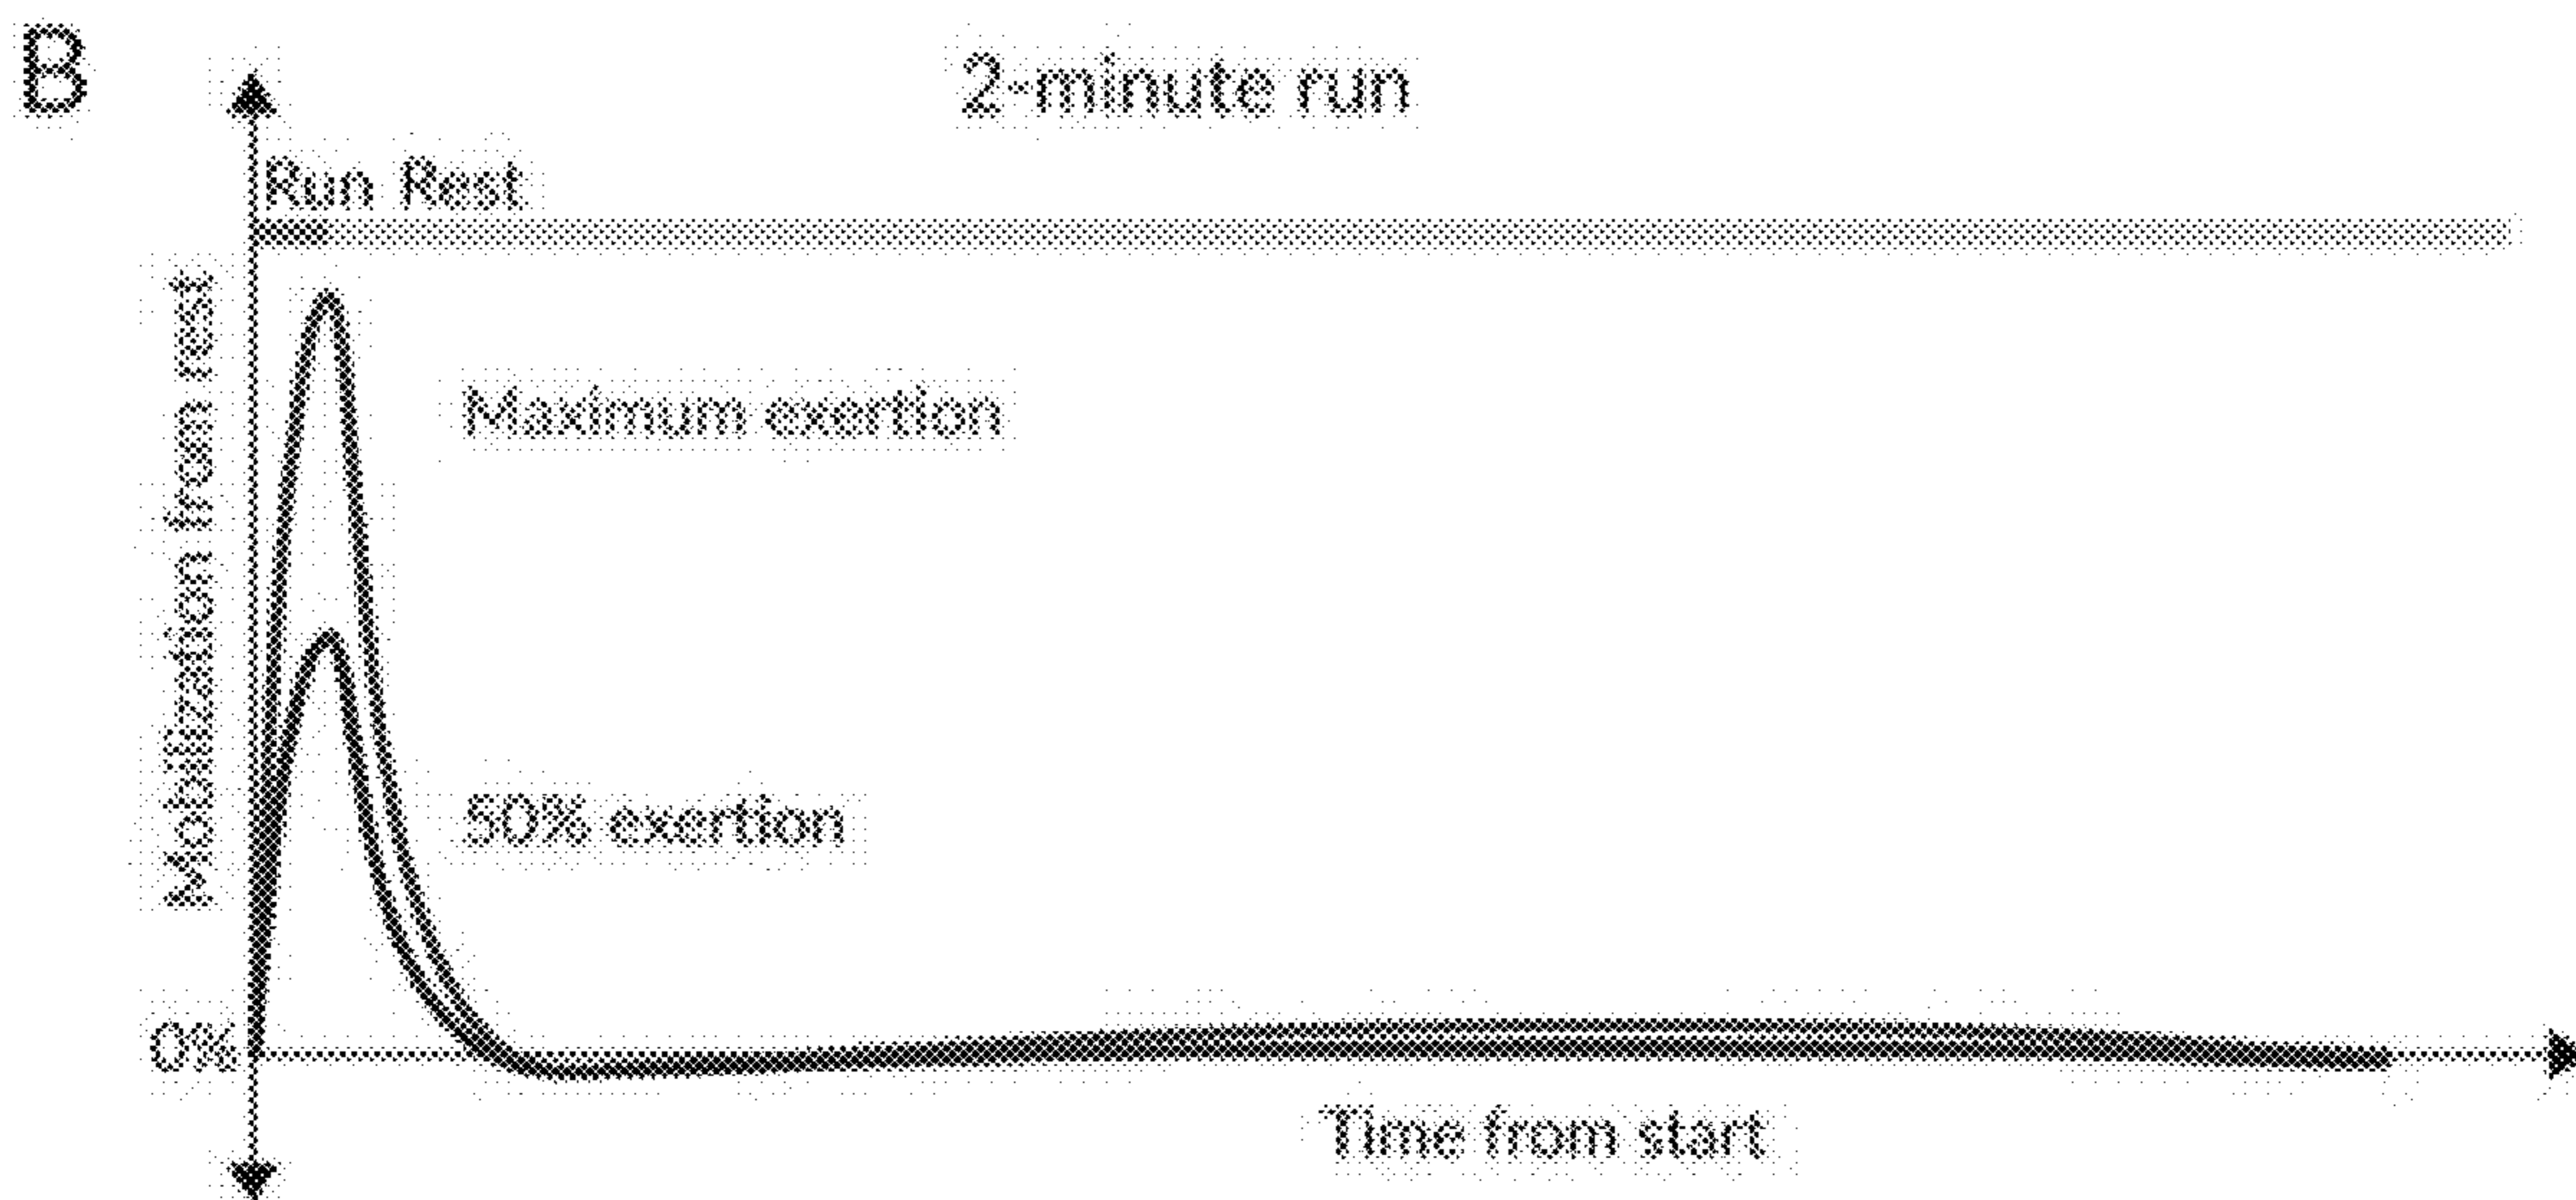 B
2-minute run
Run Rest
Mobilization from rest
Maximum exertion
50% exertion
0%
Time from start